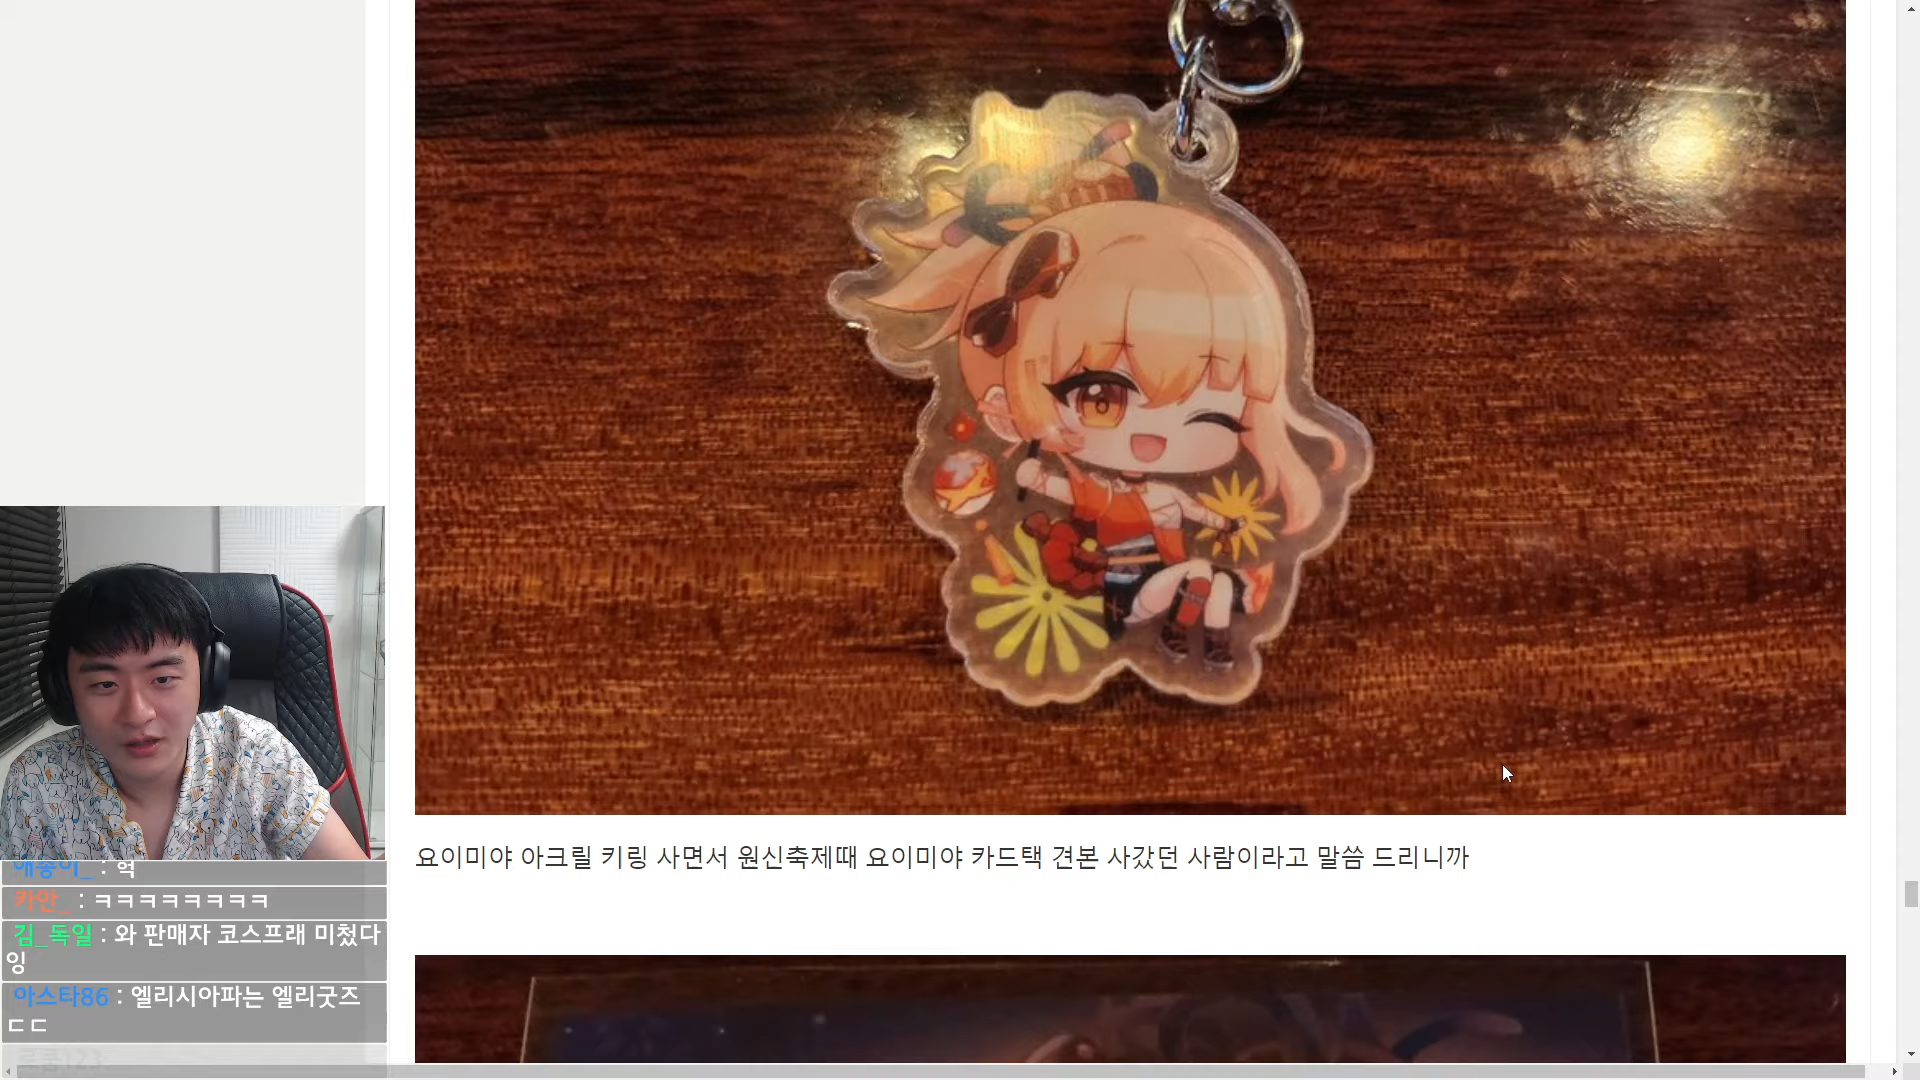 요이미야 아크릴 키링 사면서 원신축제때 요이미야 카드택 견본 사갔던 사람이라고 말씀 드리니까
: 억
카안_ : ㅋㅋㅋㅋㅋㅋㅋㅋ
김_독일 : 와 판매자 코스프래 미쳤다
잉
아스타86 : 엘리시아파는 엘리굿즈
ㄷㄷ